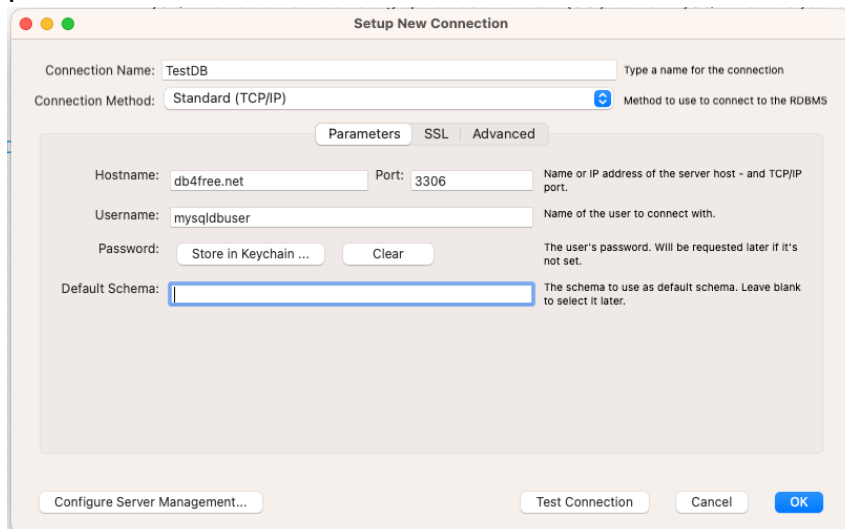 Setup New Connection
Connection Name: TestDB Type a name for the connection
Connection Method: Standard (TCP/IP) Method to use to connect to the RDBMS
Parameters SSL Advanced
Hostname: db4free.net Port: 3306 Name or IP address of the server host - and TCP/IP
port.
Username: mysqldbuser Name of the user to connect with.
Password: Store in Keychain ... Clear The user's password. Will be requested later if it's
not set.
Default Schema: The schema to use as default schema. Leave blank
to select it later.
Configure Server Management... Test Connection Cancel OK